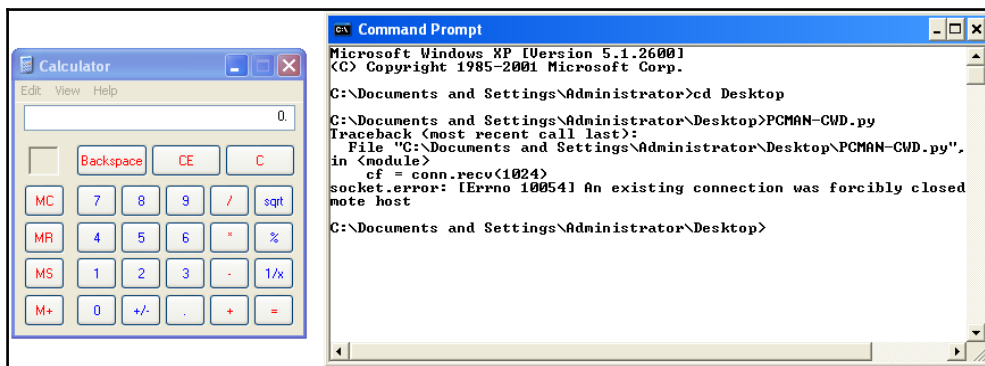 Calculator
Edit View Help
0.
Backspace CE C
MC 7 8 9 / sqrt
MR 4 5 6 * %
MS 1 2 3 - 1/x
M+ 0 +/- . + =
Command Prompt
Microsoft Windows XP [Version 5.1.2600]
(C) Copyright 1985-2001 Microsoft Corp.
C:\Documents and Settings\Administrator>cd Desktop
C:\Documents and Settings\Administrator\Desktop>PCMAN-CWD.py
Traceback (most recent call last):
File "C:\Documents and Settings\Administrator\Desktop\PCMAN-CWD.py",
in <module>
cf = conn.recv(1024)
socket.error: [Errno 10054] An existing connection was forcibly closed
mote host
C:\Documents and Settings\Administrator\Desktop>